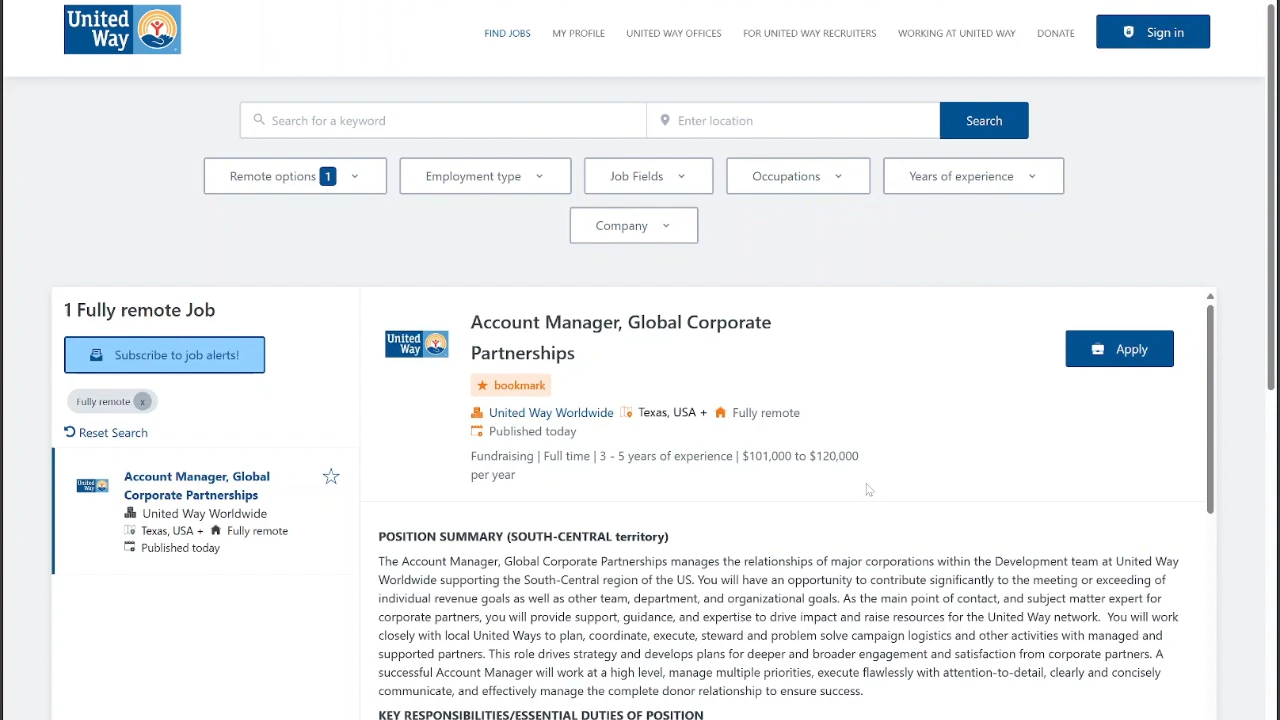 United
Way
FIND JOBS
MY PROFILE
UNITED WAY OFFICES
FOR UNITED WAY RECRUITERS
WORKING AT UNITED WAY
DONATE
Sign in
Search for a keyword
Enter location
Search
Remote options 1
Employment type
Job Fields
Occupations
Years of experience
Company
1 Fully remote Job
Subscribe to job alerts!
Fully remote x
Reset Search
United
Way
Account Manager, Global
Corporate Partnerships
United Way Worldwide
Texas, USA + Fully remote
Published today
United
Way
Account Manager, Global Corporate
Partnerships
bookmark
United Way Worldwide Texas, USA + Fully remote
Published today
Fundraising | Full time | 3 - 5 years of experience | $101,000 to $120,000
per year
Apply
POSITION SUMMARY (SOUTH-CENTRAL territory)
The Account Manager, Global Corporate Partnerships manages the relationships of major corporations within the Development team at United Way
Worldwide supporting the South-Central region of the US. You will have an opportunity to contribute significantly to the meeting or exceeding of
individual revenue goals as well as other team, department, and organizational goals. As the main point of contact, and subject matter expert for
corporate partners, you will provide support, guidance, and expertise to drive impact and raise resources for the United Way network. You will work
closely with local United Ways to plan, coordinate, execute, steward and problem solve campaign logistics and other activities with managed and
supported partners. This role drives strategy and develops plans for deeper and broader engagement and satisfaction from corporate partners. A
successful Account Manager will work at a high level, manage multiple priorities, execute flawlessly with attention-to-detail, clearly and concisely
communicate, and effectively manage the complete donor relationship to ensure success.
KEY RESPONSIBILITIES/ESSENTIAL DUTIES OF POSITION